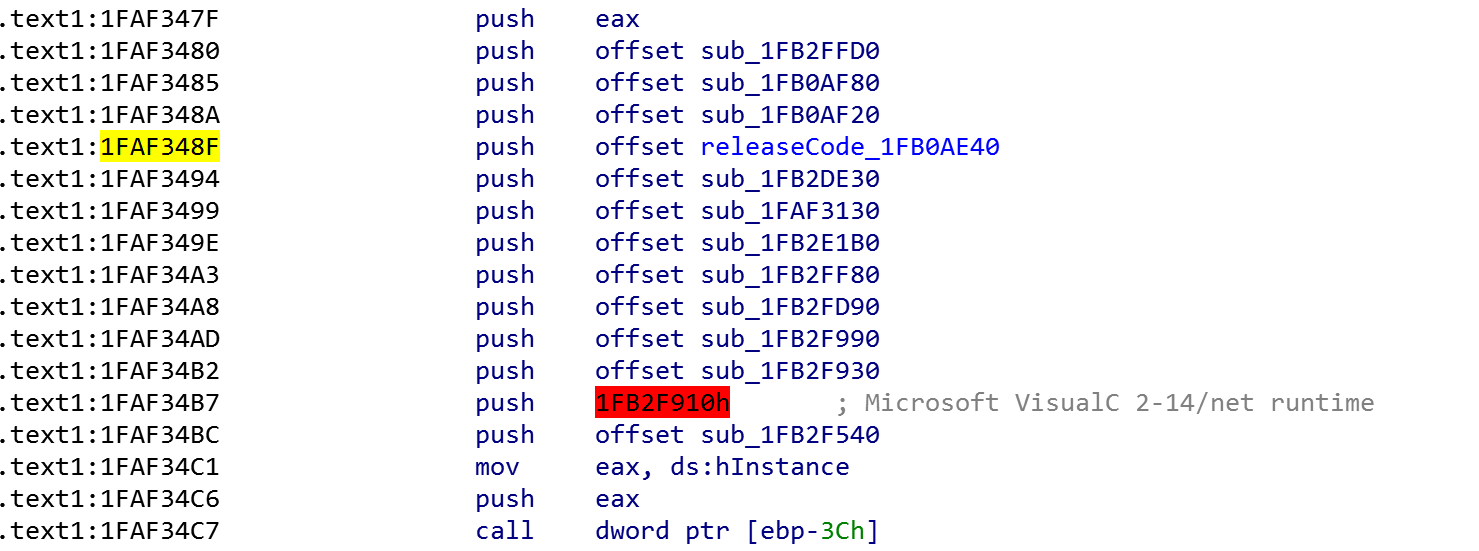 .text1:1FAF347F push eax
.text1:1FAF3480 push offset sub_1FB2FFD0
.text1:1FAF3485 push offset sub_1FB0AF80
.text1:1FAF348A push offset sub_1FB0AF20
.text1:1FAF348F push offset releaseCode_1FB0AE40
.text1:1FAF3494 push offset sub_1FB2DE30
.text1:1FAF3499 push offset sub_1FAF3130
.text1:1FAF349E push offset sub_1FB2E1B0
.text1:1FAF34A3 push offset sub_1FB2FF80
.text1:1FAF34A8 push offset sub_1FB2FD90
.text1:1FAF34AD push offset sub_1FB2F990
.text1:1FAF34B2 push offset sub_1FB2F930
.text1:1FAF34B7 push 1FB2F910h ; Microsoft VisualC 2-14/net runtime
.text1:1FAF34BC push offset sub_1FB2F540
.text1:1FAF34C1 mov eax, ds:hInstance
.text1:1FAF34C6 push eax
.text1:1FAF34C7 call dword ptr [ebp-3Ch]